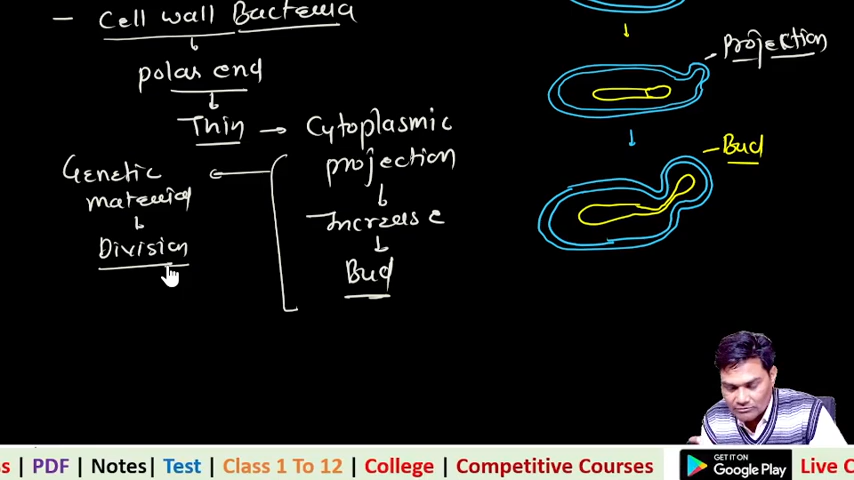 - Cell wall Bacteria
polar end
Thin → Cytoplasmic
projection
Increase
Bud
Genetic
material
Division
Projection
Bud
ss | PDF | Notes| Test | Class 1 To 12 | College | Competitive Courses
GET IT ON
Google Play
Live C